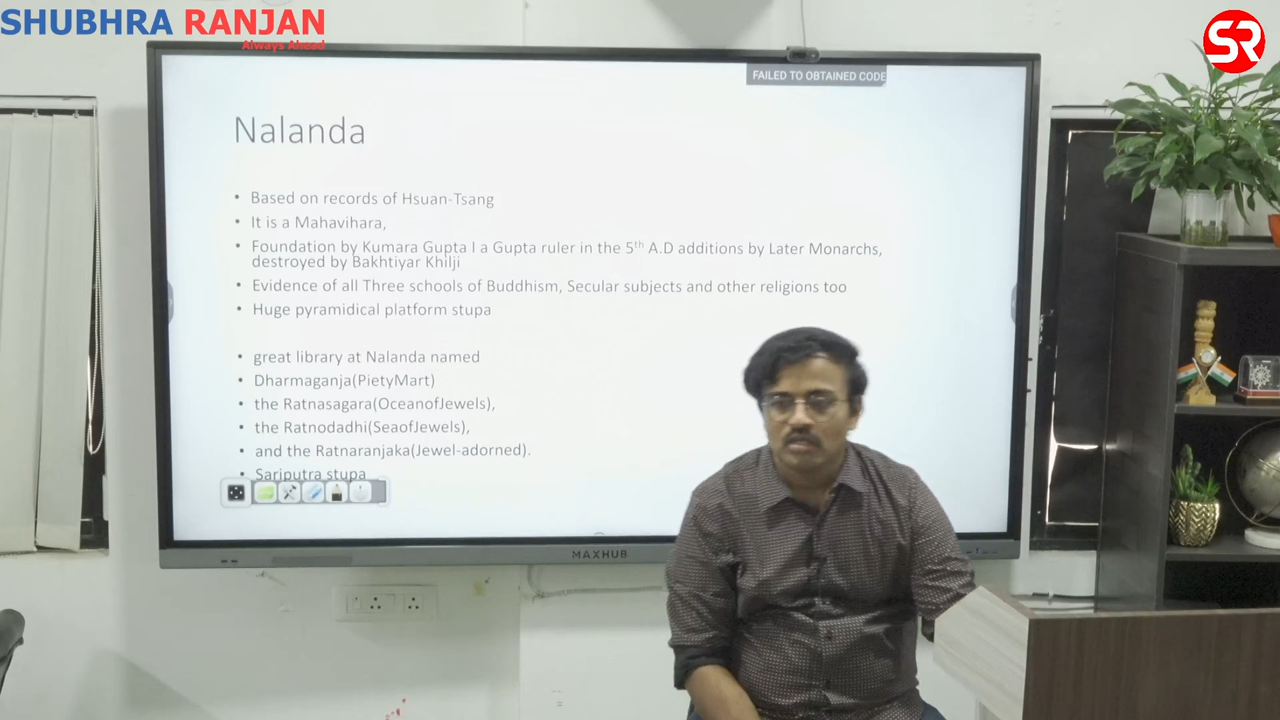 SHUBHRA RANJAN
Always Ahead
SR
FAILED TO OBTAINED CODE
Nalanda
• Based on records of Hsuan-Tsang
• It is a Mahavihara,
• Foundation by Kumara Gupta I a Gupta ruler in the 5th A.D additions by Later Monarchs,
destroyed by Bakhtiyar Khilji
• Evidence of all Three schools of Buddhism, Secular subjects and other religions too
• Huge pyramidical platform stupa
• great library at Nalanda named
• Dharmaganja(PietyMart)
• the Ratnasagara(OceanofJewels),
• the Ratnodadhi(SeaofJewels),
• and the Ratnaranjaka(Jewel-adorned).
• Sariputra stupa
MAXHUB